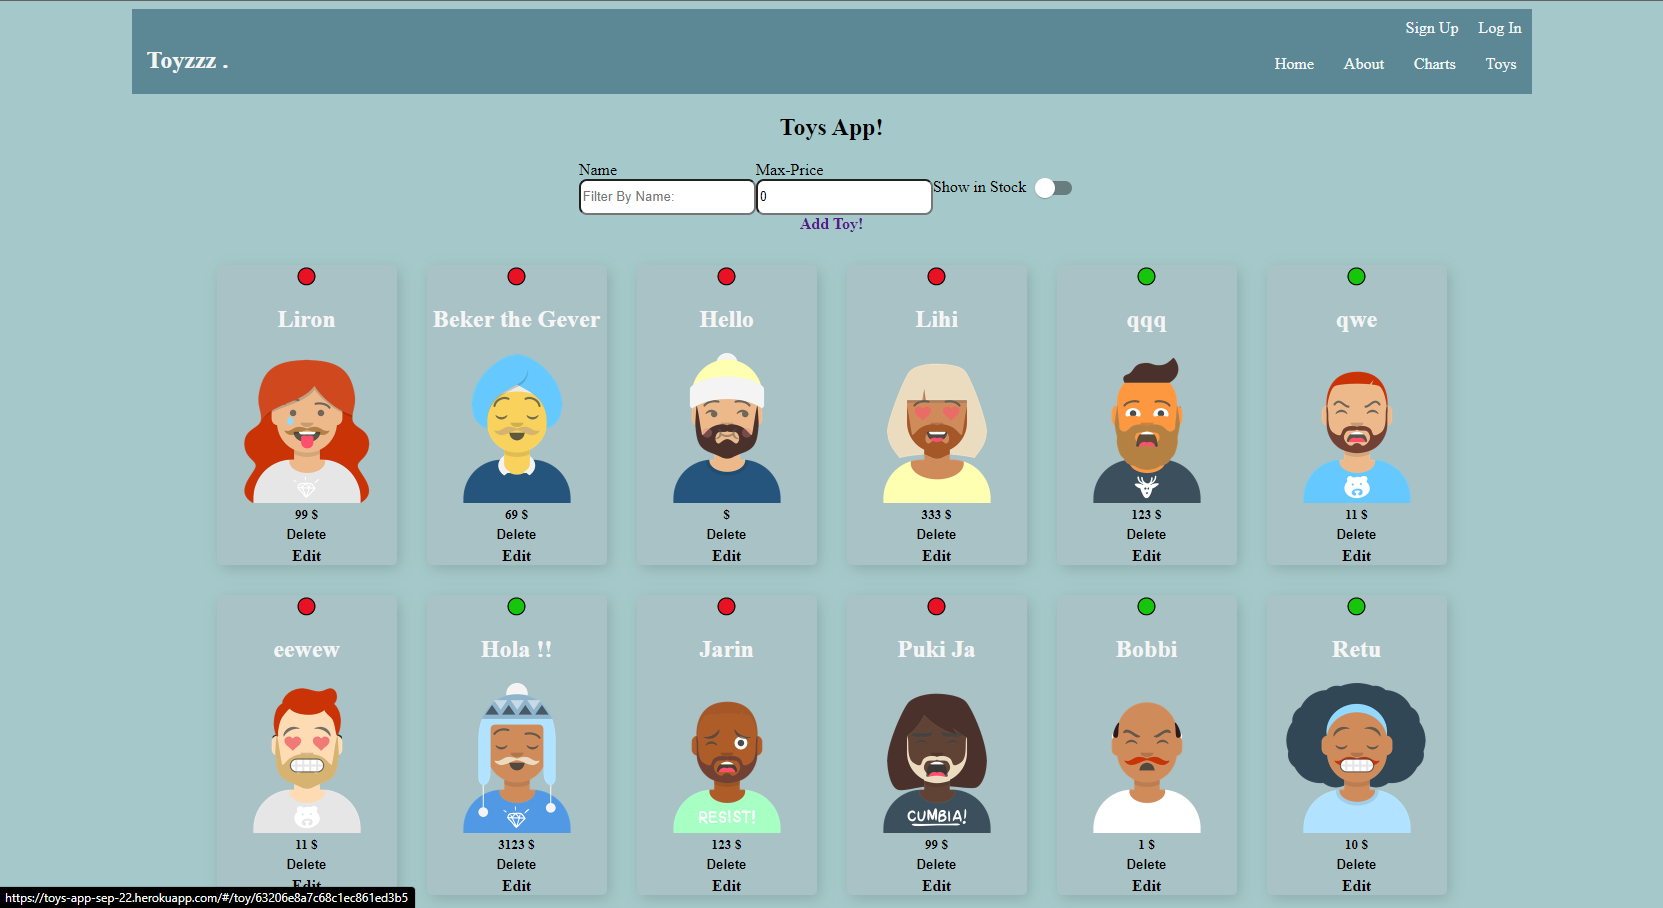 Sign Up Log In
Toyzzz .
Home About Charts Toys
Toys App!
Name Max-Price
Filter By Name: 0 Show in Stock
Add Toy!
Liron Beker the Gever Hello Lihi qqq qwe
99 $ 69 $ $ 333 $ 123 $ 11 $
Delete Delete Delete Delete Delete Delete
Edit Edit Edit Edit Edit Edit
eewew Hola !! Jarin Puki Ja Bobbi Retu
RESIST! CUMBIA!
11 $ 3123 $ 123 $ 99 $ 1 $ 10 $
Delete Delete Delete Delete Delete Delete
Edit Edit Edit Edit Edit Edit
https://toys-app-sep-22.herokuapp.com/#/toy/63206e8a7c68c1ec861ed3b5